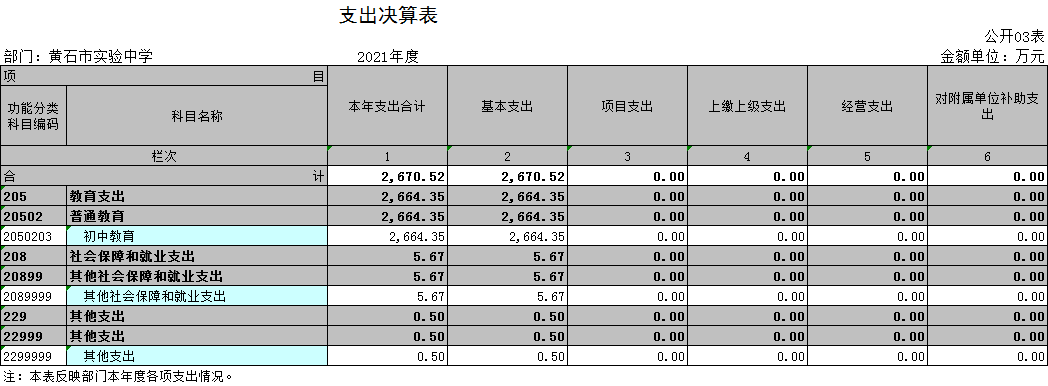 支出决算表
公开03表
部门：黄石市实验中学 2021年度 金额单位：万元
项 目 本年支出合计 基本支出 项目支出 上缴上级支出 经营支出 对附属单位补助支出
功能分类科目编码 科目名称
栏次 1 2 3 4 5 6
合 计 2,670.52 2,670.52 0.00 0.00 0.00 0.00
205 教育支出 2,664.35 2,664.35 0.00 0.00 0.00 0.00
20502 普通教育 2,664.35 2,664.35 0.00 0.00 0.00 0.00
2050203 初中教育 2,664.35 2,664.35 0.00 0.00 0.00 0.00
208 社会保障和就业支出 5.67 5.67 0.00 0.00 0.00 0.00
20899 其他社会保障和就业支出 5.67 5.67 0.00 0.00 0.00 0.00
2089999 其他社会保障和就业支出 5.67 5.67 0.00 0.00 0.00 0.00
229 其他支出 0.50 0.50 0.00 0.00 0.00 0.00
22999 其他支出 0.50 0.50 0.00 0.00 0.00 0.00
2299999 其他支出 0.50 0.50 0.00 0.00 0.00 0.00
注：本表反映部门本年度各项支出情况。